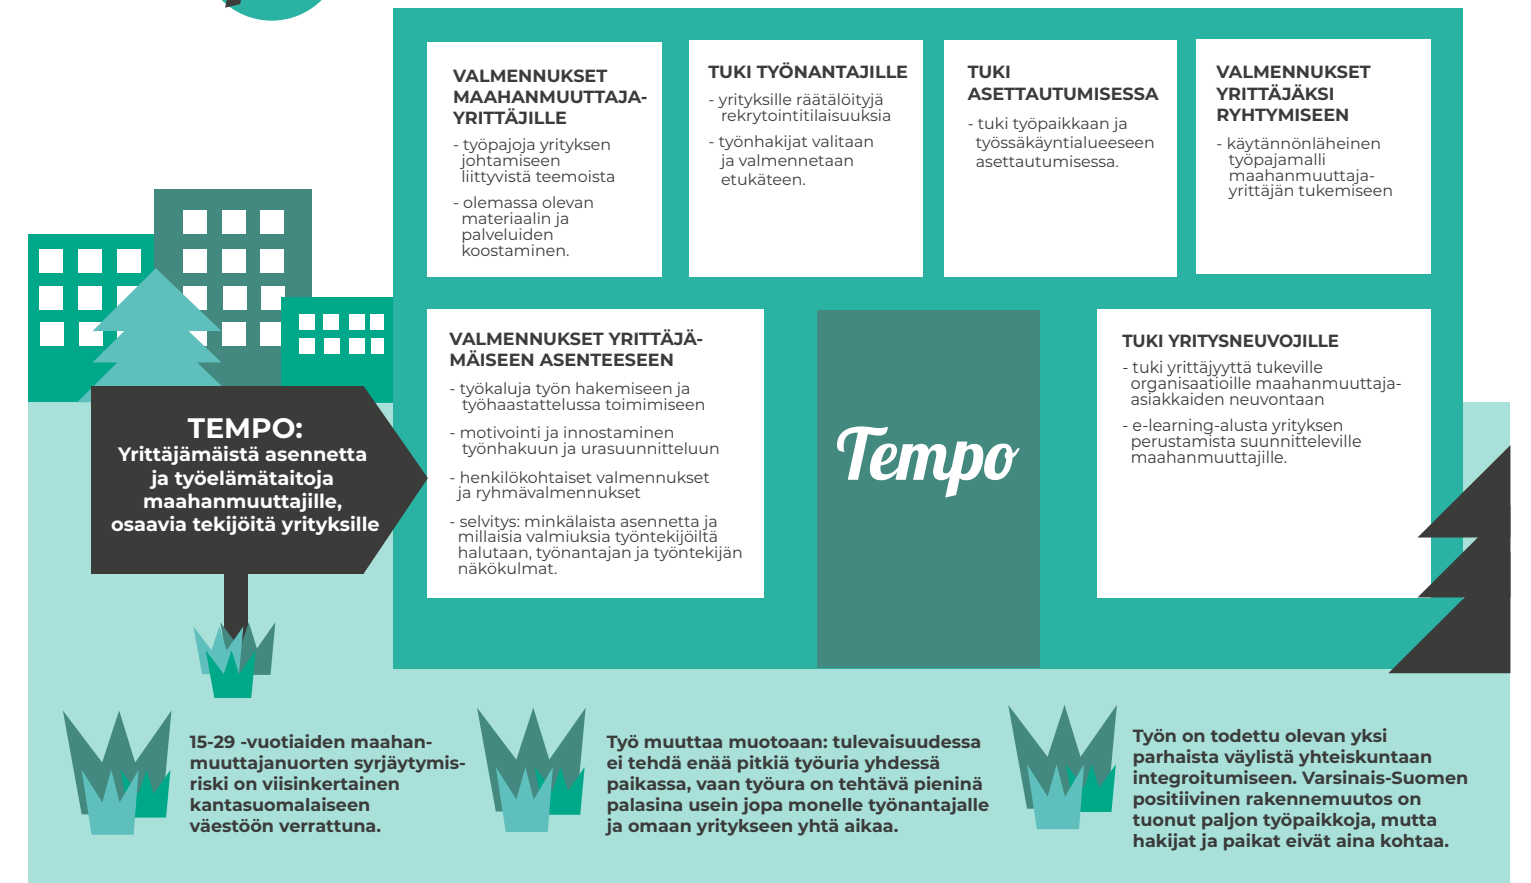 VALMENNUKSET
MAAHANMUUTTAJA-
YRITTÄJILLE
- työpajoja yrityksen
johtamiseen
liittyvistä teemoista
- olemassa olevan
materiaalin ja
palveluiden
koostaminen.
TUKI TYÖNANTAJILLE
- yrityksille räätälöityjä
rekrytointitilaisuuksia
- työnhakijat valitaan
ja valmennetaan
etukäteen.
TUKI
ASETTAUTUMISESSA
- tuki työpaikkaan ja
työssäkäyntialueeseen
asettautumisessa.
VALMENNUKSET
YRITTÄJÄKSI
RYHTYMISEEN
- käytännönläheinen
työpajamalli
maahanmuuttaja-
yrittäjän tukemiseen
TEMPO:
Yrittäjämäistä asennetta
ja työelämätaitoja
maahanmuuttajille,
osaavia tekijöitä yrityksille
VALMENNUKSET YRITTÄJÄ-
MÄISEEN ASENTEESEEN
- työkaluja työn hakemiseen ja
työhaastattelussa toimimiseen
- motivointi ja innostaminen
työnhakuun ja urasuunnitteluun
- henkilökohtaiset valmennukset
ja ryhmävalmennukset
- selvitys: minkälaista asennetta ja
millaisia valmiuksia työntekijöiltä
halutaan, työnantajan ja työntekijän
näkökulmat.
Tempo
TUKI YRITYSNEUVOJILLE
- tuki yrittäjyyttä tukeville
organisaatioille maahanmuuttaja-
asiakkaiden neuvontaan
- e-learning-alusta yrityksen
perustamista suunnitteleville
maahanmuuttajille.
15-29 -vuotiaiden maahan-
muuttajanuorten syrjäytymis-
riski on viisinkertainen
kantasuomalaiseen
väestöön verrattuna.
Työ muuttaa muotoaan: tulevaisuudessa
ei tehdä enää pitkiä työuria yhdessä
paikassa, vaan työura on tehtävä pieninä
palasina usein jopa monelle työnantajalle
ja omaan yritykseen yhtä aikaa.
Työn on todettu olevan yksi
parhaista väylistä yhteiskuntaan
integroitumiseen. Varsinais-Suomen
positiivinen rakennemuutos on
tuonut paljon työpaikkoja, mutta
hakijat ja paikat eivät aina kohtaa.